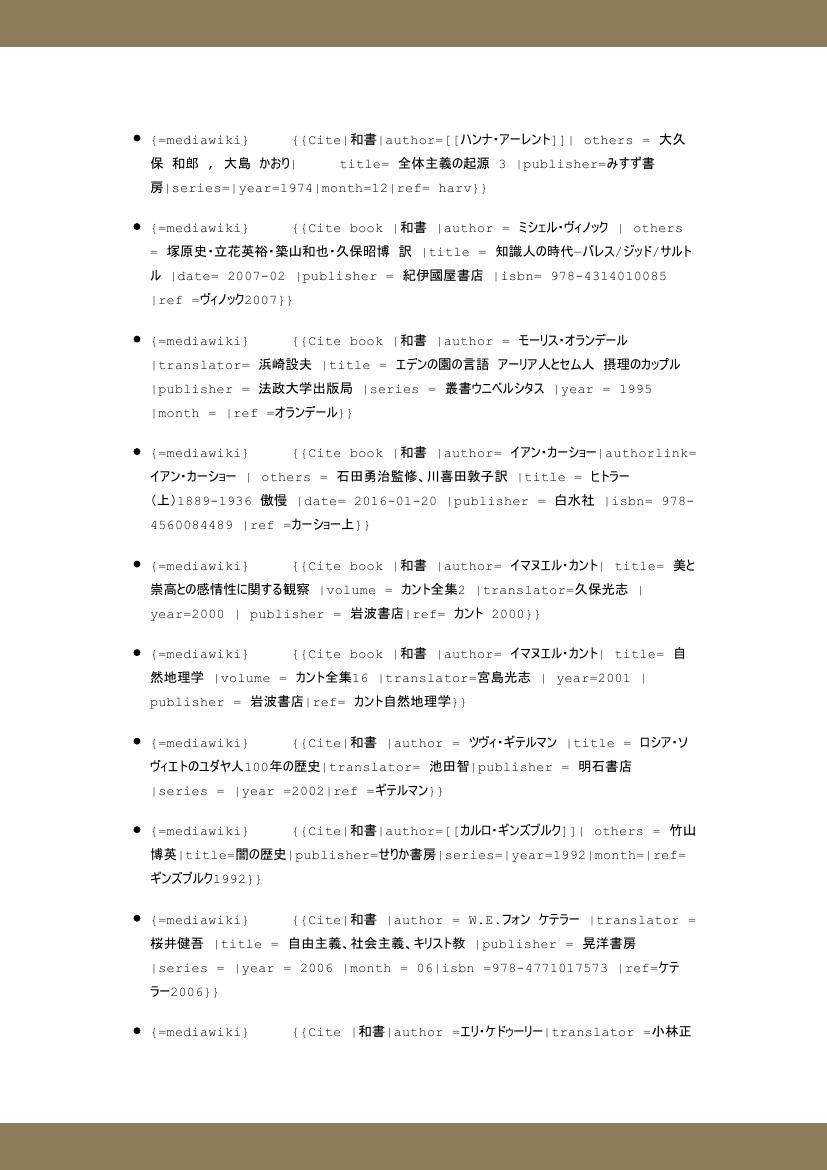 • {=mediawiki}   {{Cite|和書|author=[[ハンナ・アーレント]]| others = 大久
保 和郎 , 大島 かおり|   title= 全体主義の起源 3 |publisher=みすず書
房|series=|year=1974|month=12|ref= harv}}
• {=mediawiki}   {{Cite book |和書 |author = ミシェル・ヴィノック | others
= 塚原史・立花英裕・築山和也・久保昭博 訳 |title = 知識人の時代―バレス/ジッド/サルト
ル |date= 2007-02 |publisher = 紀伊國屋書店 |isbn= 978-4314010085
|ref =ヴィノック2007}}
• {=mediawiki}   {{Cite book |和書 |author = モーリス・オランデール
|translator= 浜崎設夫 |title = エデンの園の言語 アーリア人とセム人 摂理のカップル
|publisher = 法政大学出版局 |series = 叢書ウニベルシタス |year = 1995
|month = |ref =オランデール}}
• {=mediawiki}   {{Cite book |和書 |author= イアン・カーショー|authorlink=
イアン・カーショー | others = 石田勇治監修、川喜田敦子訳 |title = ヒトラー
（上）1889-1936 傲慢 |date= 2016-01-20 |publisher = 白水社 |isbn= 978-
4560084489 |ref =カーショー上}}
• {=mediawiki}   {{Cite book |和書 |author= イマヌエル・カント| title= 美と
崇高との感情性に関する観察 |volume = カント全集2 |translator=久保光志 |
year=2000 | publisher = 岩波書店|ref= カント 2000}}
• {=mediawiki}   {{Cite book |和書 |author= イマヌエル・カント| title= 自
然地理学 |volume = カント全集16 |translator=宮島光志 | year=2001 |
publisher = 岩波書店|ref= カント自然地理学}}
• {=mediawiki}   {{Cite|和書 |author = ツヴィ・ギテルマン |title = ロシア・ソ
ヴィエトのユダヤ人100年の歴史|translator= 池田智|publisher = 明石書店
|series = |year =2002|ref =ギテルマン}}
• {=mediawiki}   {{Cite|和書|author=[[カルロ・ギンズブルク]]| others = 竹山
博英|title=闇の歴史|publisher=せりか書房|series=|year=1992|month=|ref=
ギンズブルク1992}}
• {=mediawiki}   {{Cite|和書 |author = W.E.フォン ケテラー |translator =
桜井健吾 |title = 自由主義、社会主義、キリスト教 |publisher = 晃洋書房
|series = |year = 2006 |month = 06|isbn =978-4771017573 |ref=ケテ
ラー2006}}
• {=mediawiki}   {{Cite |和書|author =エリ・ケドゥーリー|translator =小林正